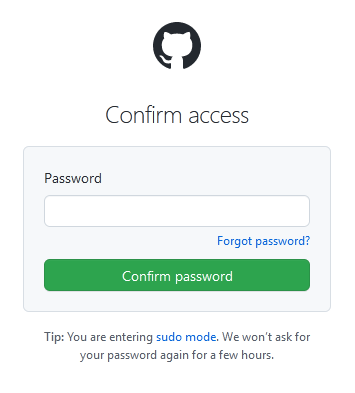 Confirm access
Password
Forgot password?
Confirm password
Tip: You are entering sudo mode. We won’t ask for
your password again for a few hours.